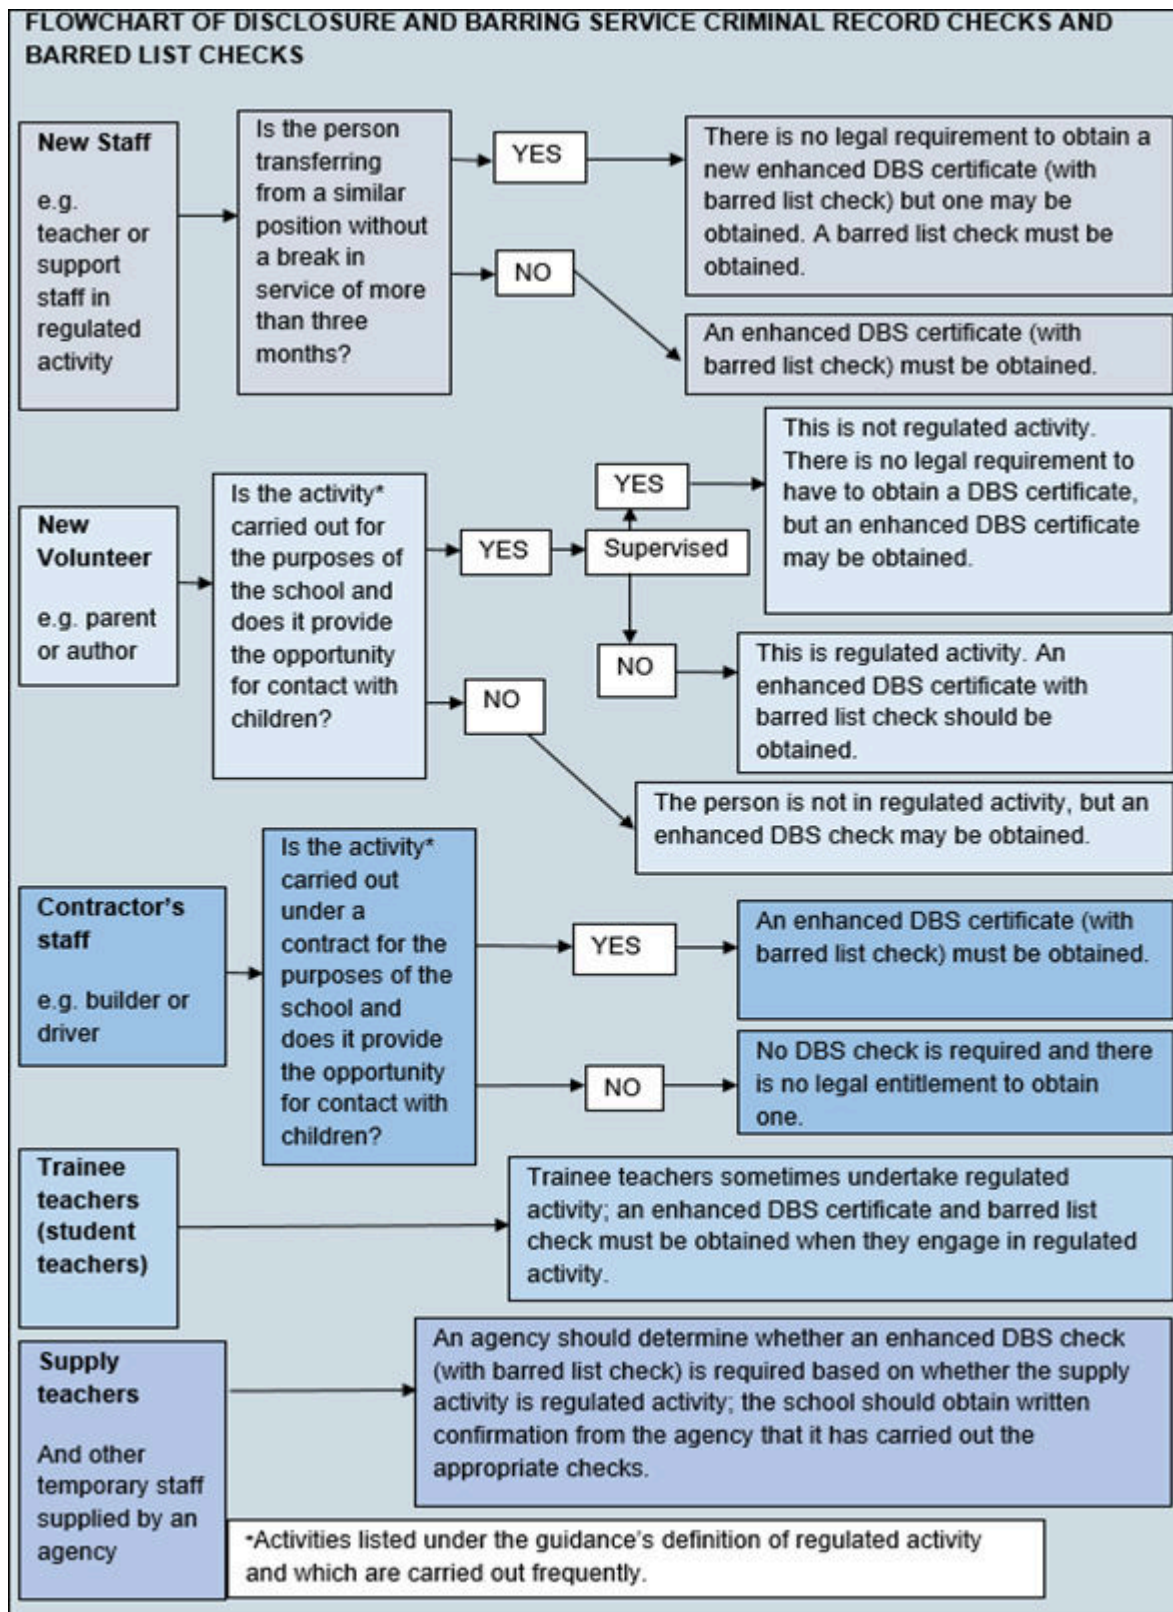 FLOWCHART OF DISCLOSURE AND BARRING SERVICE CRIMINAL RECORD CHECKS AND
BARRED LIST CHECKS
New Staff
e.g.
teacher or
support
staff in
regulated
activity
Is the person
transferring
from a similar
position without
a break in
service of more
than three
months?
YES
There is no legal requirement to obtain a
new enhanced DBS certificate (with
barred list check) but one may be
obtained. A barred list check must be
obtained.
NO
An enhanced DBS certificate (with
barred list check) must be obtained.
New
Volunteer
e.g. parent
or author
Is the activity*
carried out for
the purposes of
the school and
does it provide
the opportunity
for contact with
children?
YES
Supervised
YES
This is not regulated activity.
There is no legal requirement to
have to obtain a DBS certificate,
but an enhanced DBS certificate
may be obtained.
NO
This is regulated activity. An
enhanced DBS certificate with
barred list check should be
obtained.
NO
The person is not in regulated activity, but an
enhanced DBS check may be obtained.
Contractor's
staff
e.g. builder or
driver
Is the activity*
carried out
under a
contract for the
purposes of the
school and
does it provide
the opportunity
for contact with
children?
YES
An enhanced DBS certificate (with
barred list check) must be obtained.
NO
No DBS check is required and there
is no legal entitlement to obtain
one.
Trainee
teachers
(student
teachers)
Trainee teachers sometimes undertake regulated
activity; an enhanced DBS certificate and barred list
check must be obtained when they engage in regulated
activity.
Supply
teachers
And other
temporary staff
supplied by an
agency
An agency should determine whether an enhanced DBS check
(with barred list check) is required based on whether the supply
activity is regulated activity; the school should obtain written
confirmation from the agency that it has carried out the
appropriate checks.
*Activities listed under the guidance's definition of regulated activity
and which are carried out frequently.